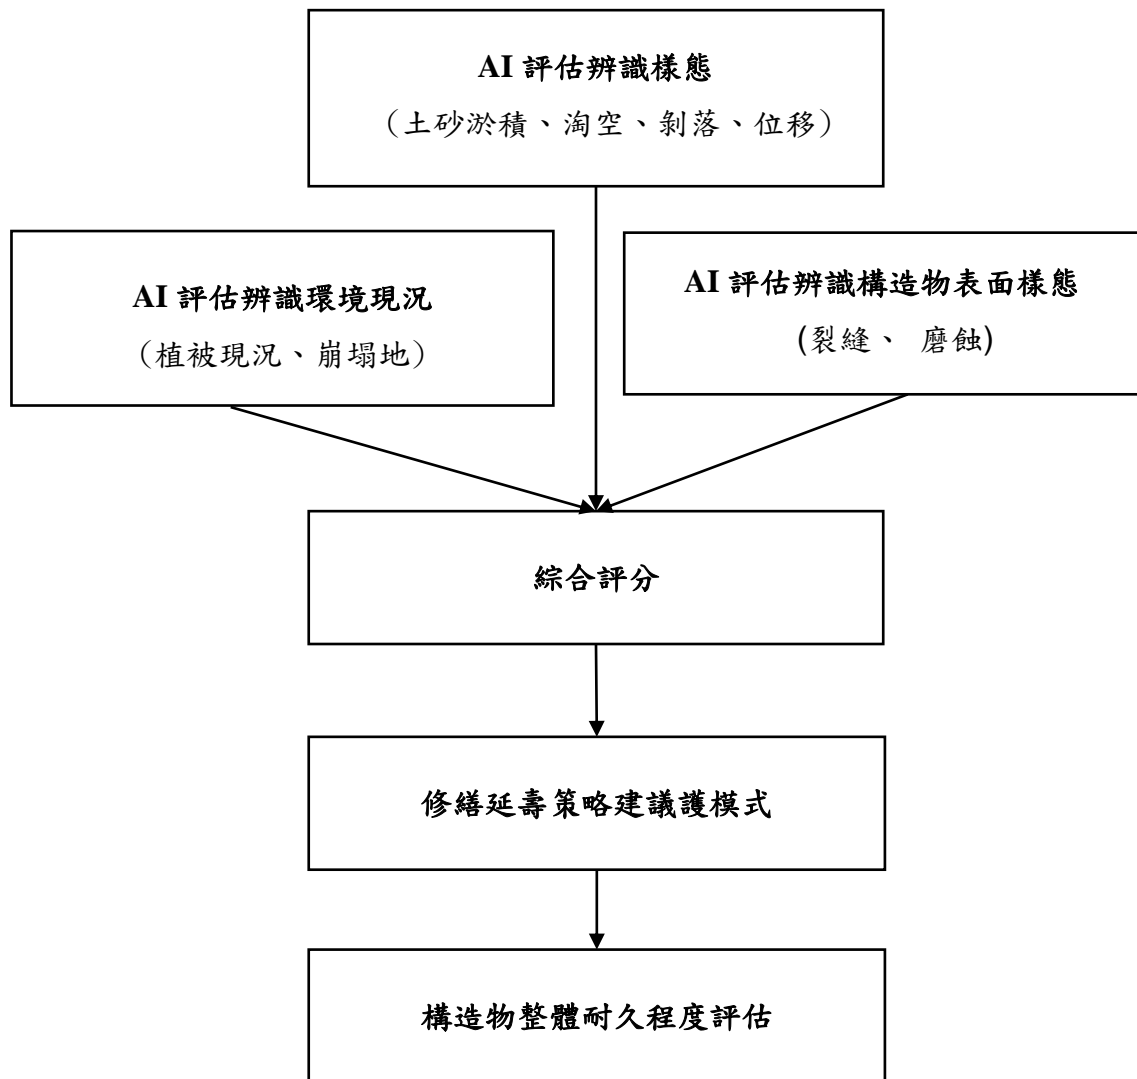 AI 評估辨識樣態
（土砂淤積、淘空、剝落、位移）
AI 評估辨識環境現況
（植被現況、崩塌地）
AI 評估辨識構造物表面樣態
(裂縫、 磨蝕)
綜合評分
修繕延壽策略建議護模式
構造物整體耐久程度評估